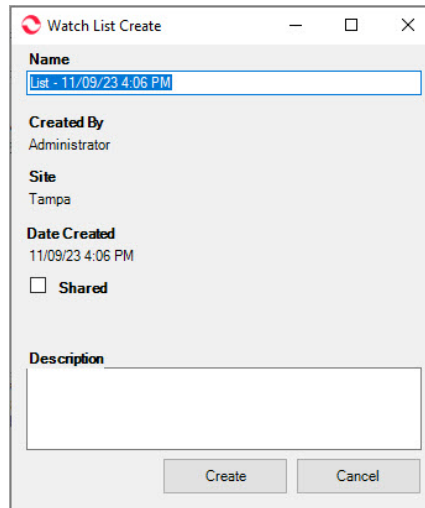 Watch List Create
Name
List - 11/09/23 4:06 PM
Created By
Administrator
Site
Tampa
Date Created
11/09/23 4:06 PM
Shared
Description
Create Cancel